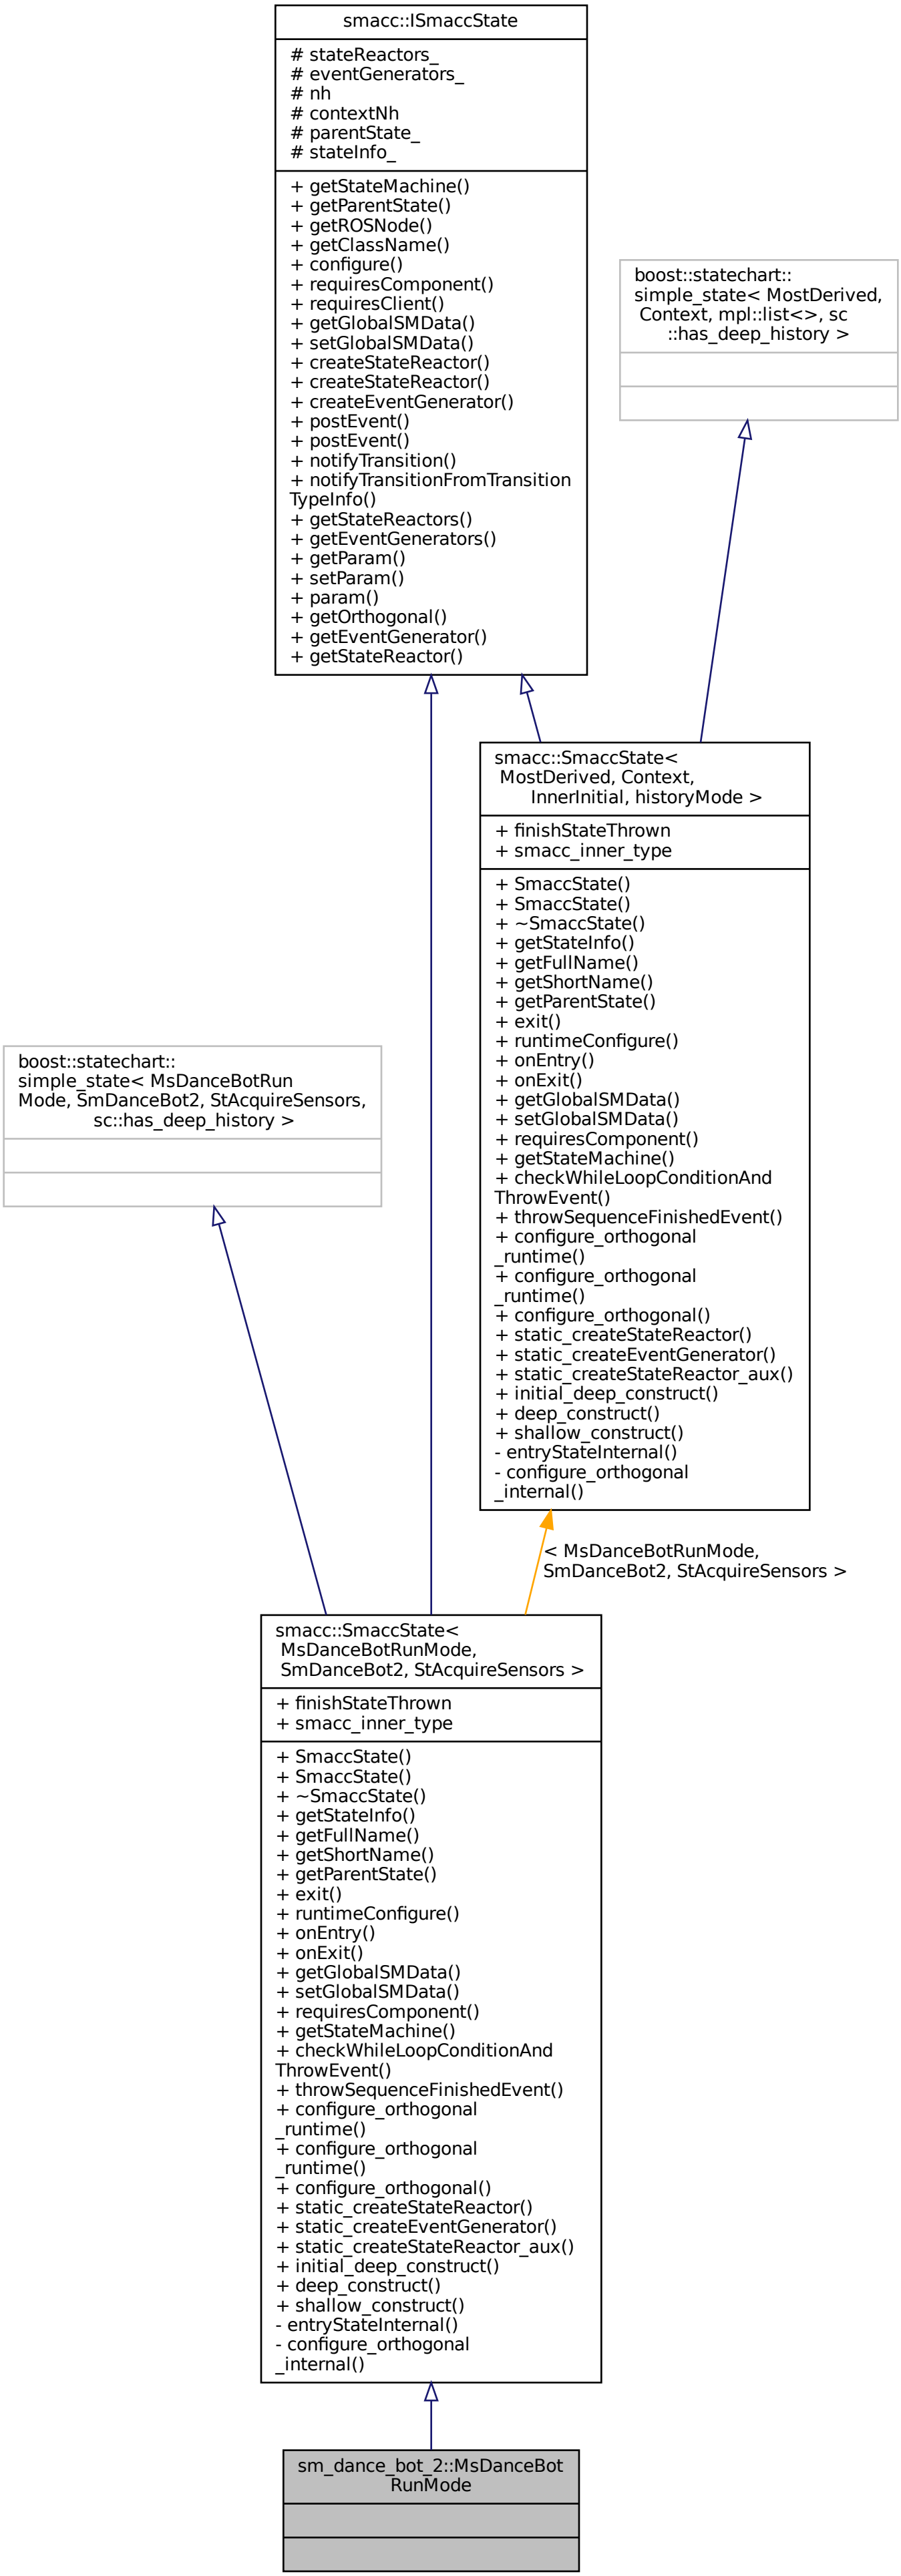 smacc::ISmaccState
# stateReactors_
# eventGenerators_
# nh
# contextNh
# parentState_
# stateInfo_
+ getStateMachine()
+ getParentState()
+ getROSNode()
+ getClassName()
+ configure()
+ requiresComponent()
+ requiresClient()
+ getGlobalSMData()
+ setGlobalSMData()
+ createStateReactor()
+ createStateReactor()
+ createEventGenerator()
+ postEvent()
+ postEvent()
+ notifyTransition()
+ notifyTransitionFromTransition
TypeInfo()
+ getStateReactors()
+ getEventGenerators()
+ getParam()
+ setParam()
+ param()
+ getOrthogonal()
+ getEventGenerator()
+ getStateReactor()
boost::statechart::
simple_state< MostDerived,
Context, mpl::list<>, sc
::has_deep_history >
smacc::SmaccState<
MostDerived, Context,
InnerInitial, historyMode >
+ finishStateThrown
+ smacc_inner_type
+ SmaccState()
+ SmaccState()
+ ~SmaccState()
+ getStateInfo()
+ getFullName()
+ getShortName()
+ getParentState()
+ exit()
+ runtimeConfigure()
+ onEntry()
+ onExit()
+ getGlobalSMData()
+ setGlobalSMData()
+ requiresComponent()
+ getStateMachine()
+ checkWhileLoopConditionAnd
ThrowEvent()
+ throwSequenceFinishedEvent()
+ configure_orthogonal
_runtime()
+ configure_orthogonal
_runtime()
+ configure_orthogonal()
+ static_createStateReactor()
+ static_createEventGenerator()
+ static_createStateReactor_aux()
+ initial_deep_construct()
+ deep_construct()
+ shallow_construct()
- entryStateInternal()
- configure_orthogonal
_internal()
boost::statechart::
simple_state< MsDanceBotRun
Mode, SmDanceBot2, StAcquireSensors,
sc::has_deep_history >
< MsDanceBotRunMode,
SmDanceBot2, StAcquireSensors >
smacc::SmaccState<
MsDanceBotRunMode,
SmDanceBot2, StAcquireSensors >
+ finishStateThrown
+ smacc_inner_type
+ SmaccState()
+ SmaccState()
+ ~SmaccState()
+ getStateInfo()
+ getFullName()
+ getShortName()
+ getParentState()
+ exit()
+ runtimeConfigure()
+ onEntry()
+ onExit()
+ getGlobalSMData()
+ setGlobalSMData()
+ requiresComponent()
+ getStateMachine()
+ checkWhileLoopConditionAnd
ThrowEvent()
+ throwSequenceFinishedEvent()
+ configure_orthogonal
_runtime()
+ configure_orthogonal
_runtime()
+ configure_orthogonal()
+ static_createStateReactor()
+ static_createEventGenerator()
+ static_createStateReactor_aux()
+ initial_deep_construct()
+ deep_construct()
+ shallow_construct()
- entryStateInternal()
- configure_orthogonal
_internal()
sm_dance_bot_2::MsDanceBot
RunMode